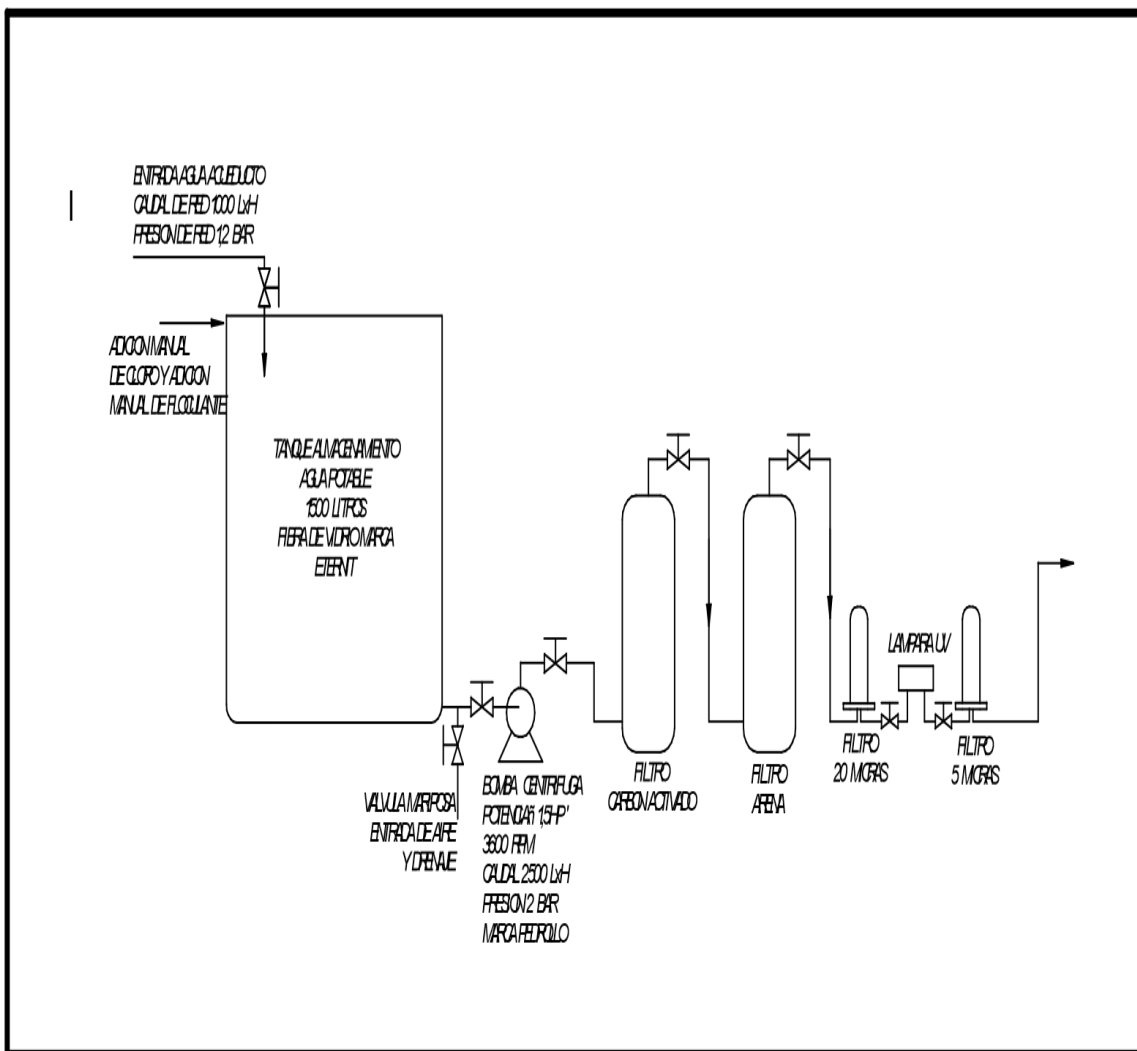 ENTRADA AGUA ACUEDUCTO
CAUDAL DE RED 1000 LxH
PRESION DE RED 1,2 BAR
ADICION MANUAL
DE CLORO Y ADICION
MANUAL DE FLOCULANTE
TANQUE ALMACENAMIENTO
AGUA POTABLE
1500 LITROS
FIBRA DE VIDRIO MARCA
ETERNIT
VALVULA MARIPOSA
ENTRADA DE AIRE
Y DRENAJE
BOMBA CENTRIFUGA
POTENCIA 1,5HP
3600 RPM
CAUDAL 2500 LxH
PRESION 2 BAR
MARCA PEDROLLO
FILTRO
CARBON ACTIVADO
FILTRO
ARENA
FILTRO
20 MICRAS
LAMPARA UV
FILTRO
5 MICRAS